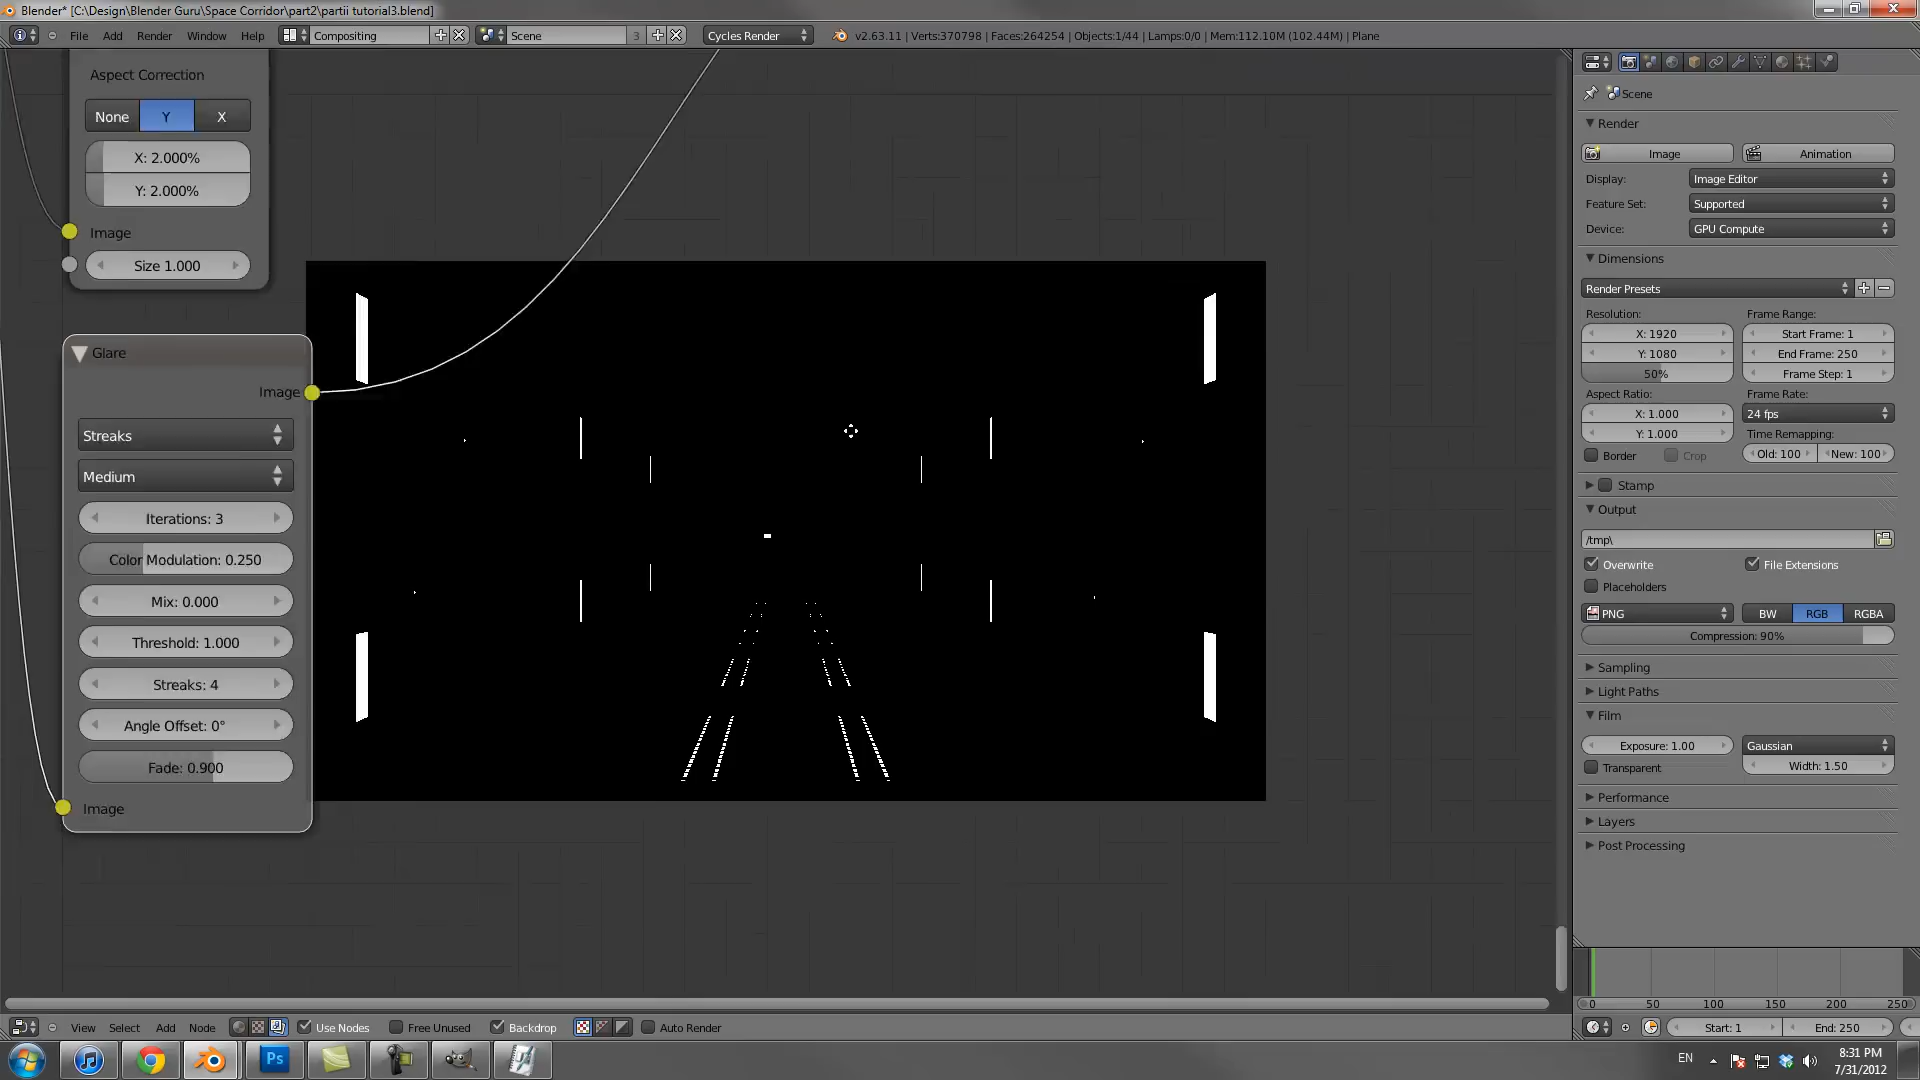 Blender* [C:\Design\Blender Guru\Space Corridor\part2\partii tutorial3.blend]
File Add Render Window Help Compositing Scene 3 Cycles Render v2.63.11 | Verts:370798 | Faces:264254 | Objects:1/44 | Lamps:0/0 | Mem:112.10M (102.44M) | Plane
Aspect Correction
None Y X
X: 2.000%
Y: 2.000%
Image
Size 1.000
Glare
Image
Streaks
Medium
Iterations: 3
Color Modulation: 0.250
Mix: 0.000
Threshold: 1.000
Streaks: 4
Angle Offset: 0°
Fade: 0.900
Image
Scene
Render
Image Animation
Display: Image Editor
Feature Set: Supported
Device: GPU Compute
Dimensions
Render Presets
Resolution: Frame Range:
X: 1920 Start Frame: 1
Y: 1080 End Frame: 250
50% Frame Step: 1
Aspect Ratio: Frame Rate:
X: 1.000 24 fps
Y: 1.000 Time Remapping:
Border Crop Old: 100 New: 100
Stamp
Output
/tmp\
Overwrite File Extensions
Placeholders
PNG BW RGB RGBA
Compression: 90%
Sampling
Light Paths
Film
Exposure: 1.00 Gaussian
Transparent Width: 1.50
Performance
Layers
Post Processing
0 50 100 150 200 250
View Select Add Node Use Nodes Free Unused Backdrop Auto Render Start: 1 End: 250
Ps
EN 8:31 PM
7/31/2012